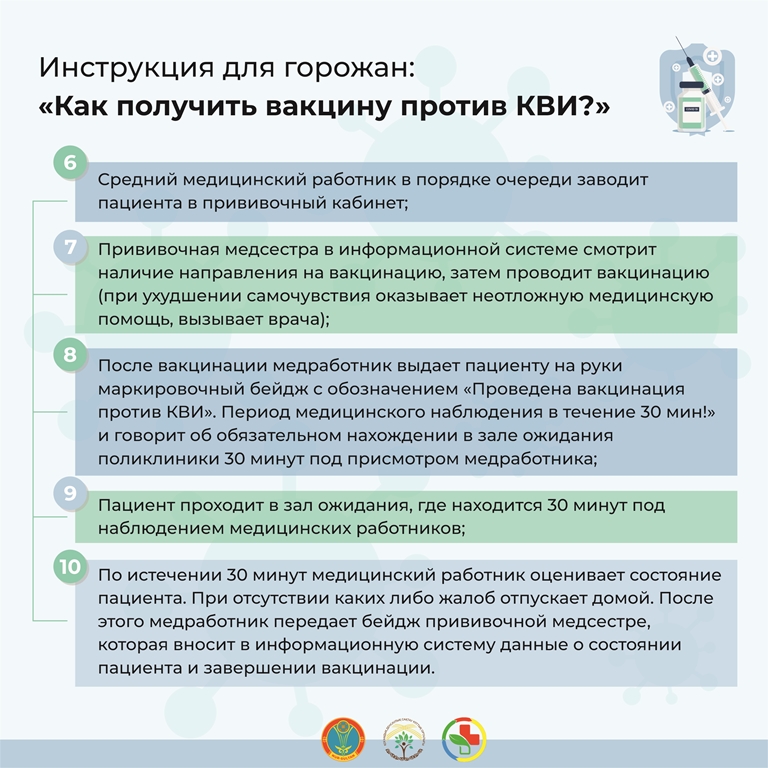 Инструкция для горожан:
«Как получить вакцину против КВИ?»
6
Средний медицинский работник в порядке очереди заводит
пациента в прививочный кабинет;
7
Прививочная медсестра в информационной системе смотрит
наличие направления на вакцинацию, затем проводит вакцинацию
(при ухудшении самочувствия оказывает неотложную медицинскую
помощь, вызывает врача);
8
После вакцинации медработник выдает пациенту на руки
маркировочный бейдж с обозначением «Проведена вакцинация
против КВИ». Период медицинского наблюдения в течение 30 мин!»
и говорит об обязательном нахождении в зале ожидания
поликлиники 30 минут под присмотром медработника;
9
Пациент проходит в зал ожидания, где находится 30 минут под
наблюдением медицинских работников;
10
По истечении 30 минут медицинский работник оценивает состояние
пациента. При отсутствии каких либо жалоб отпускает домой. После
этого медработник передает бейдж прививочной медсестре,
которая вносит в информационную систему данные о состоянии
пациента и завершении вакцинации.